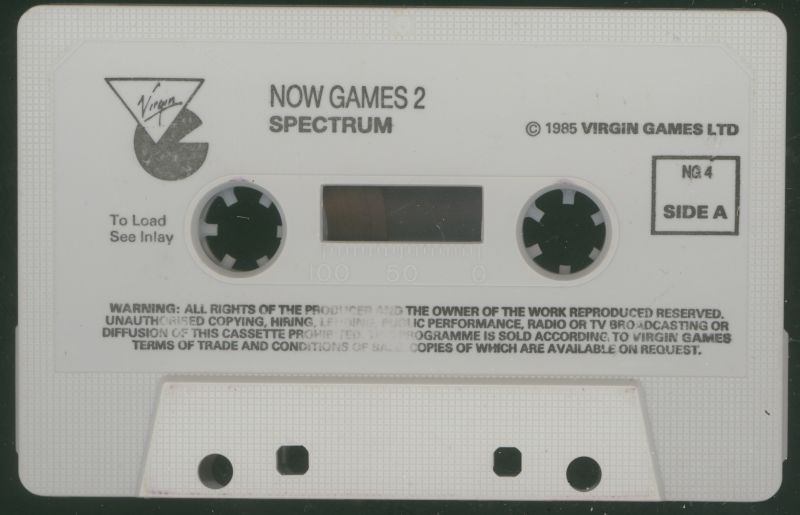 Virgin
NOW GAMES 2
SPECTRUM
© 1985 VIRGIN GAMES LTD
NG 4
SIDE A
To Load
See Inlay
100 50 0
WARNING: ALL RIGHTS OF THE PRODUCER AND THE OWNER OF THE WORK REPRODUCED RESERVED.
UNAUTHORISED COPYING, HIRING, LENDING, PUBLIC PERFORMANCE, RADIO OR TV BROADCASTING OR
DIFFUSION OF THIS CASSETTE PROHIBITED. THIS PROGRAMME IS SOLD ACCORDING TO VIRGIN GAMES
TERMS OF TRADE AND CONDITIONS OF SALE. COPIES OF WHICH ARE AVAILABLE ON REQUEST.